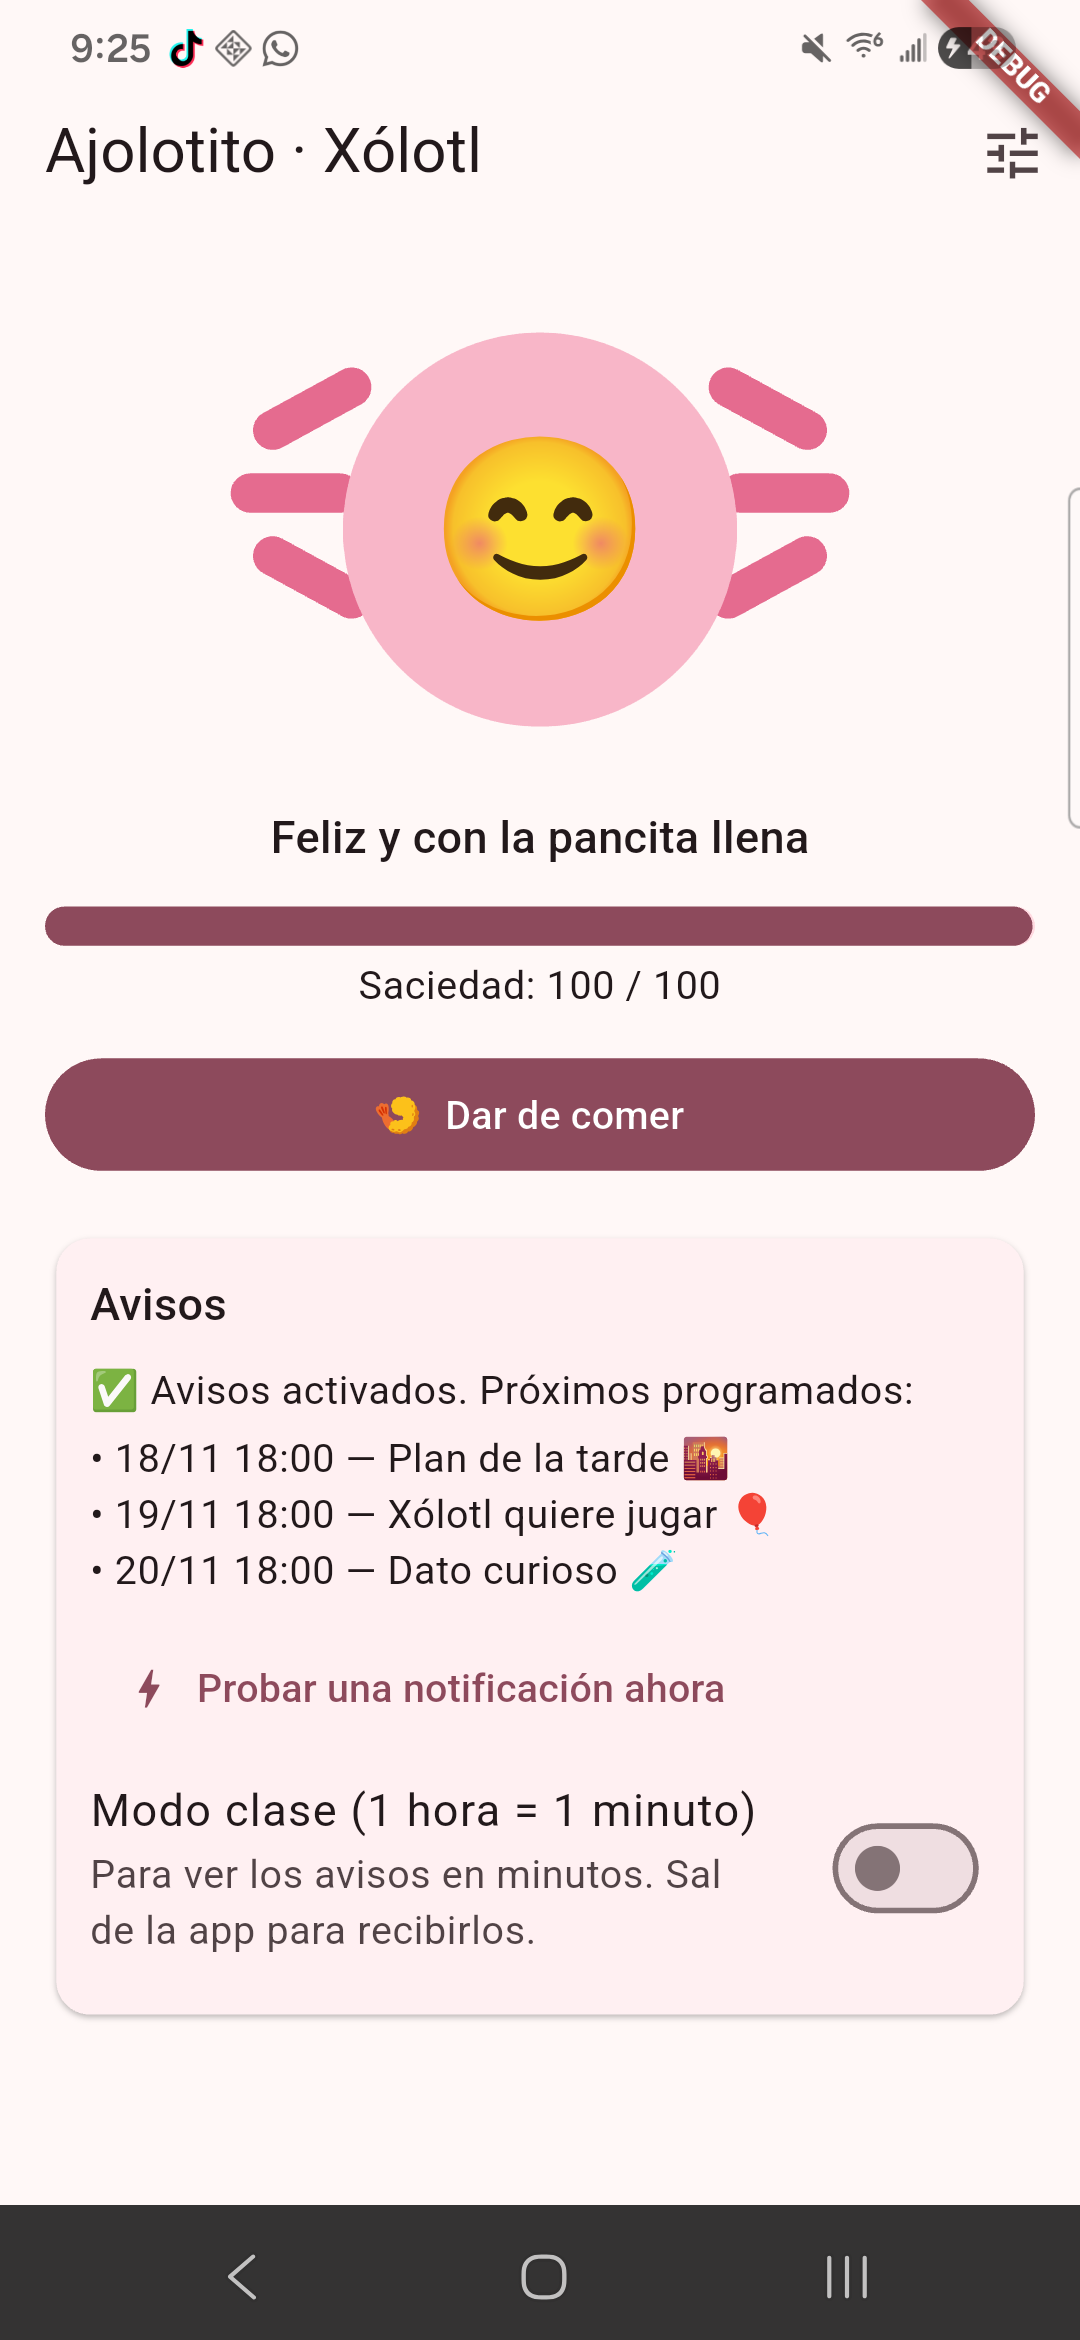 9:25
DEBUG
Ajolotito · Xólotl
Feliz y con la pancita llena
Saciedad: 100 / 100
🍤 Dar de comer
Avisos
✅ Avisos activados. Próximos programados:
• 18/11 18:00 — Plan de la tarde 🌇
• 19/11 18:00 — Xólotl quiere jugar 🎈
• 20/11 18:00 — Dato curioso 🧪
Probar una notificación ahora
Modo clase (1 hora = 1 minuto)
Para ver los avisos en minutos. Sal
de la app para recibirlos.